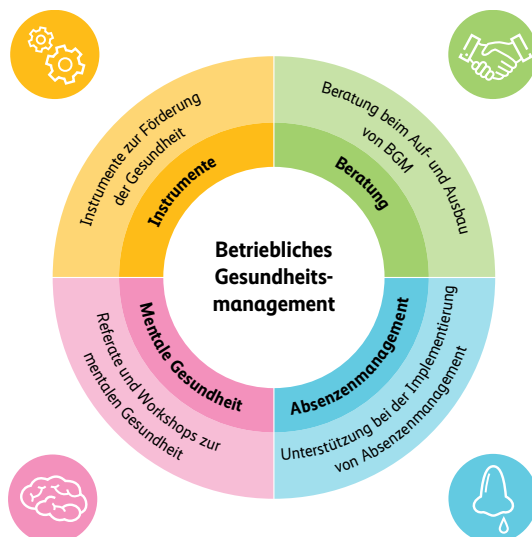 Instrumente zur Förderung
der Gesundheit
Instrumente
Beratung beim Auf- und Ausbau
von BGM
Beratung
Betriebliches
Gesundheits-
management
Mentale Gesundheit
Referate und Workshops zur
mentalen Gesundheit
Absenzenmanagement
Unterstützung bei der Implementierung
von Absenzenmanagement